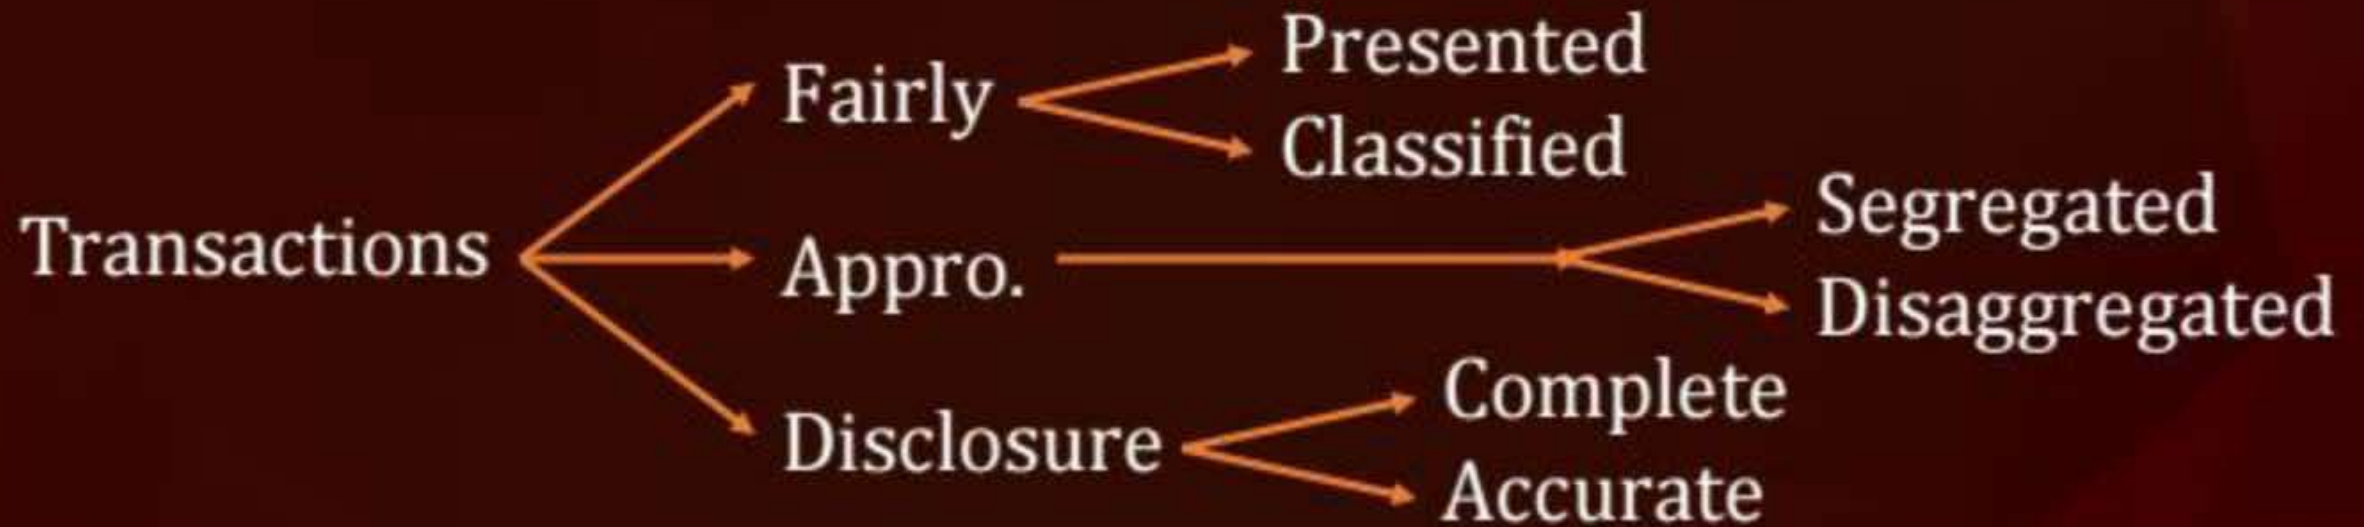 Transactions
Fairly
Presented
Classified
Appro.
Segregated
Disaggregated
Disclosure
Complete
Accurate